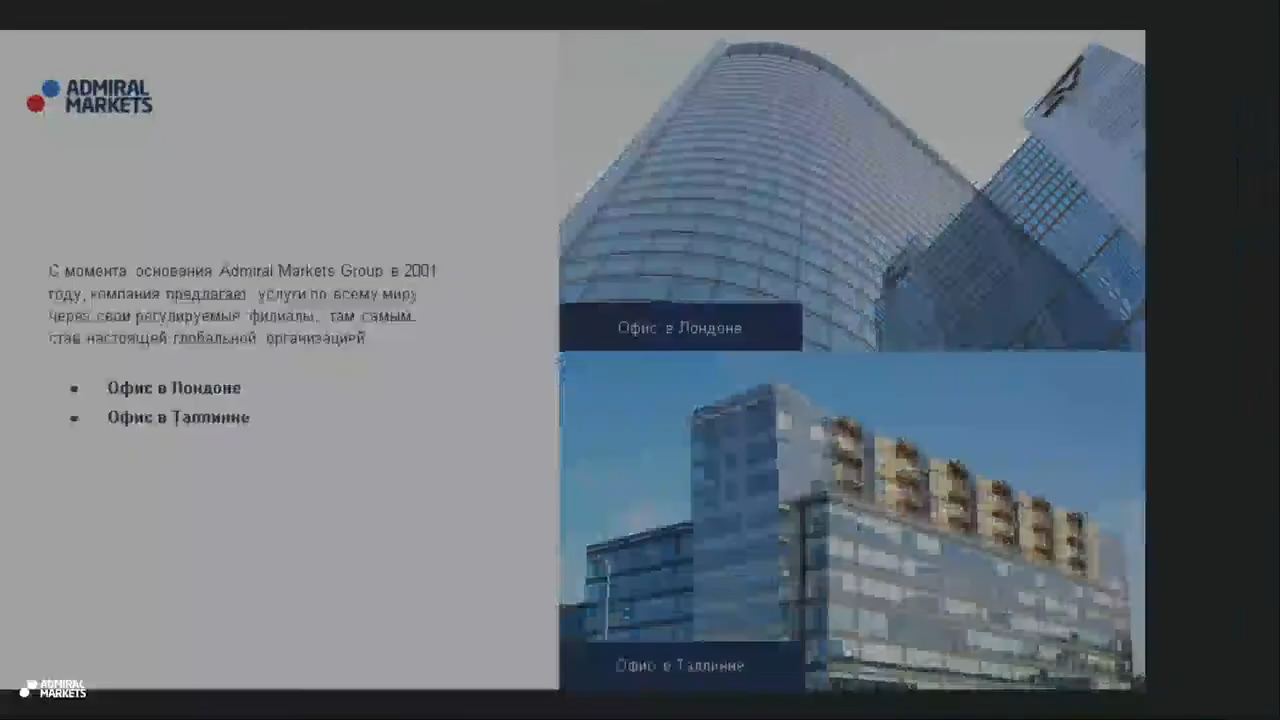 ADMIRAL
MARKETS
С момента основания Admiral Markets Group в 2001
году, компания предлагает услуги по всему миру
через свои регулируемые филиалы, там самым
став настоящей глобальной организацией
• Офис в Лондоне
• Офис в Таллинне
Офис в Лондоне
Офис в Таллинне
ADMIRAL
MARKETS